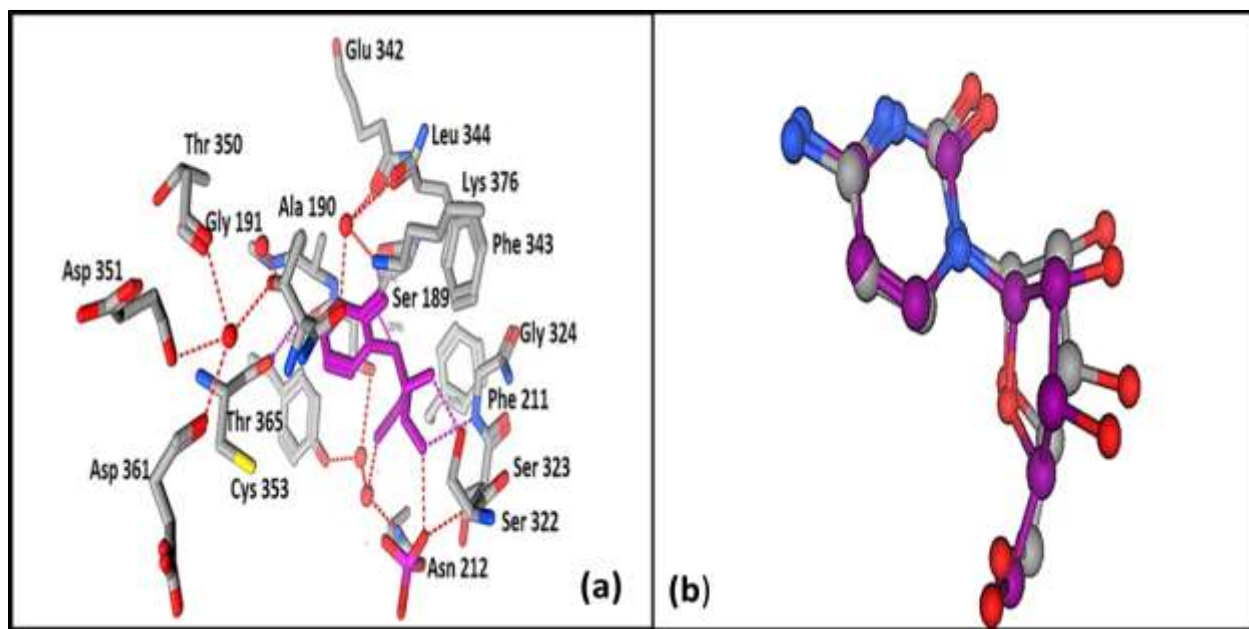 Glu 342
Leu 344
Thr 350
Lys 376
Ala 190
Gly 191
Phe 343
Asp 351
Ser 189
Gly 324
Phe 211
Thr 365
Asp 361
Ser 323
Cys 353
Ser 322
Asn 212
(a)
(b)